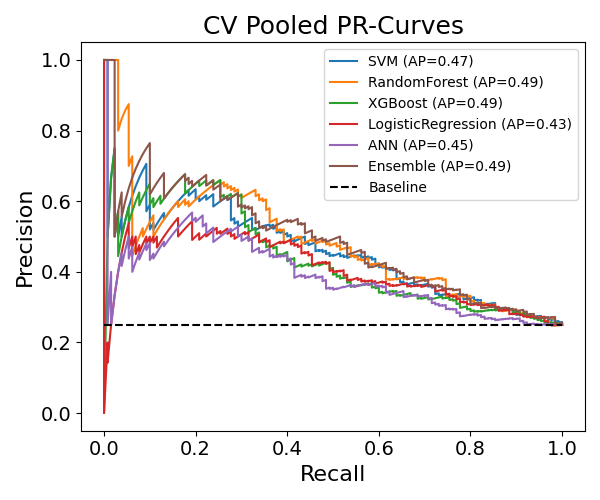 CV Pooled PR-Curves
Precision
1.0
0.8
0.6
0.4
0.2
0.0
SVM (AP=0.47)
RandomForest (AP=0.49)
XGBoost (AP=0.49)
LogisticRegression (AP=0.43)
ANN (AP=0.45)
Ensemble (AP=0.49)
Baseline
0.0 0.2 0.4 0.6 0.8 1.0
Recall